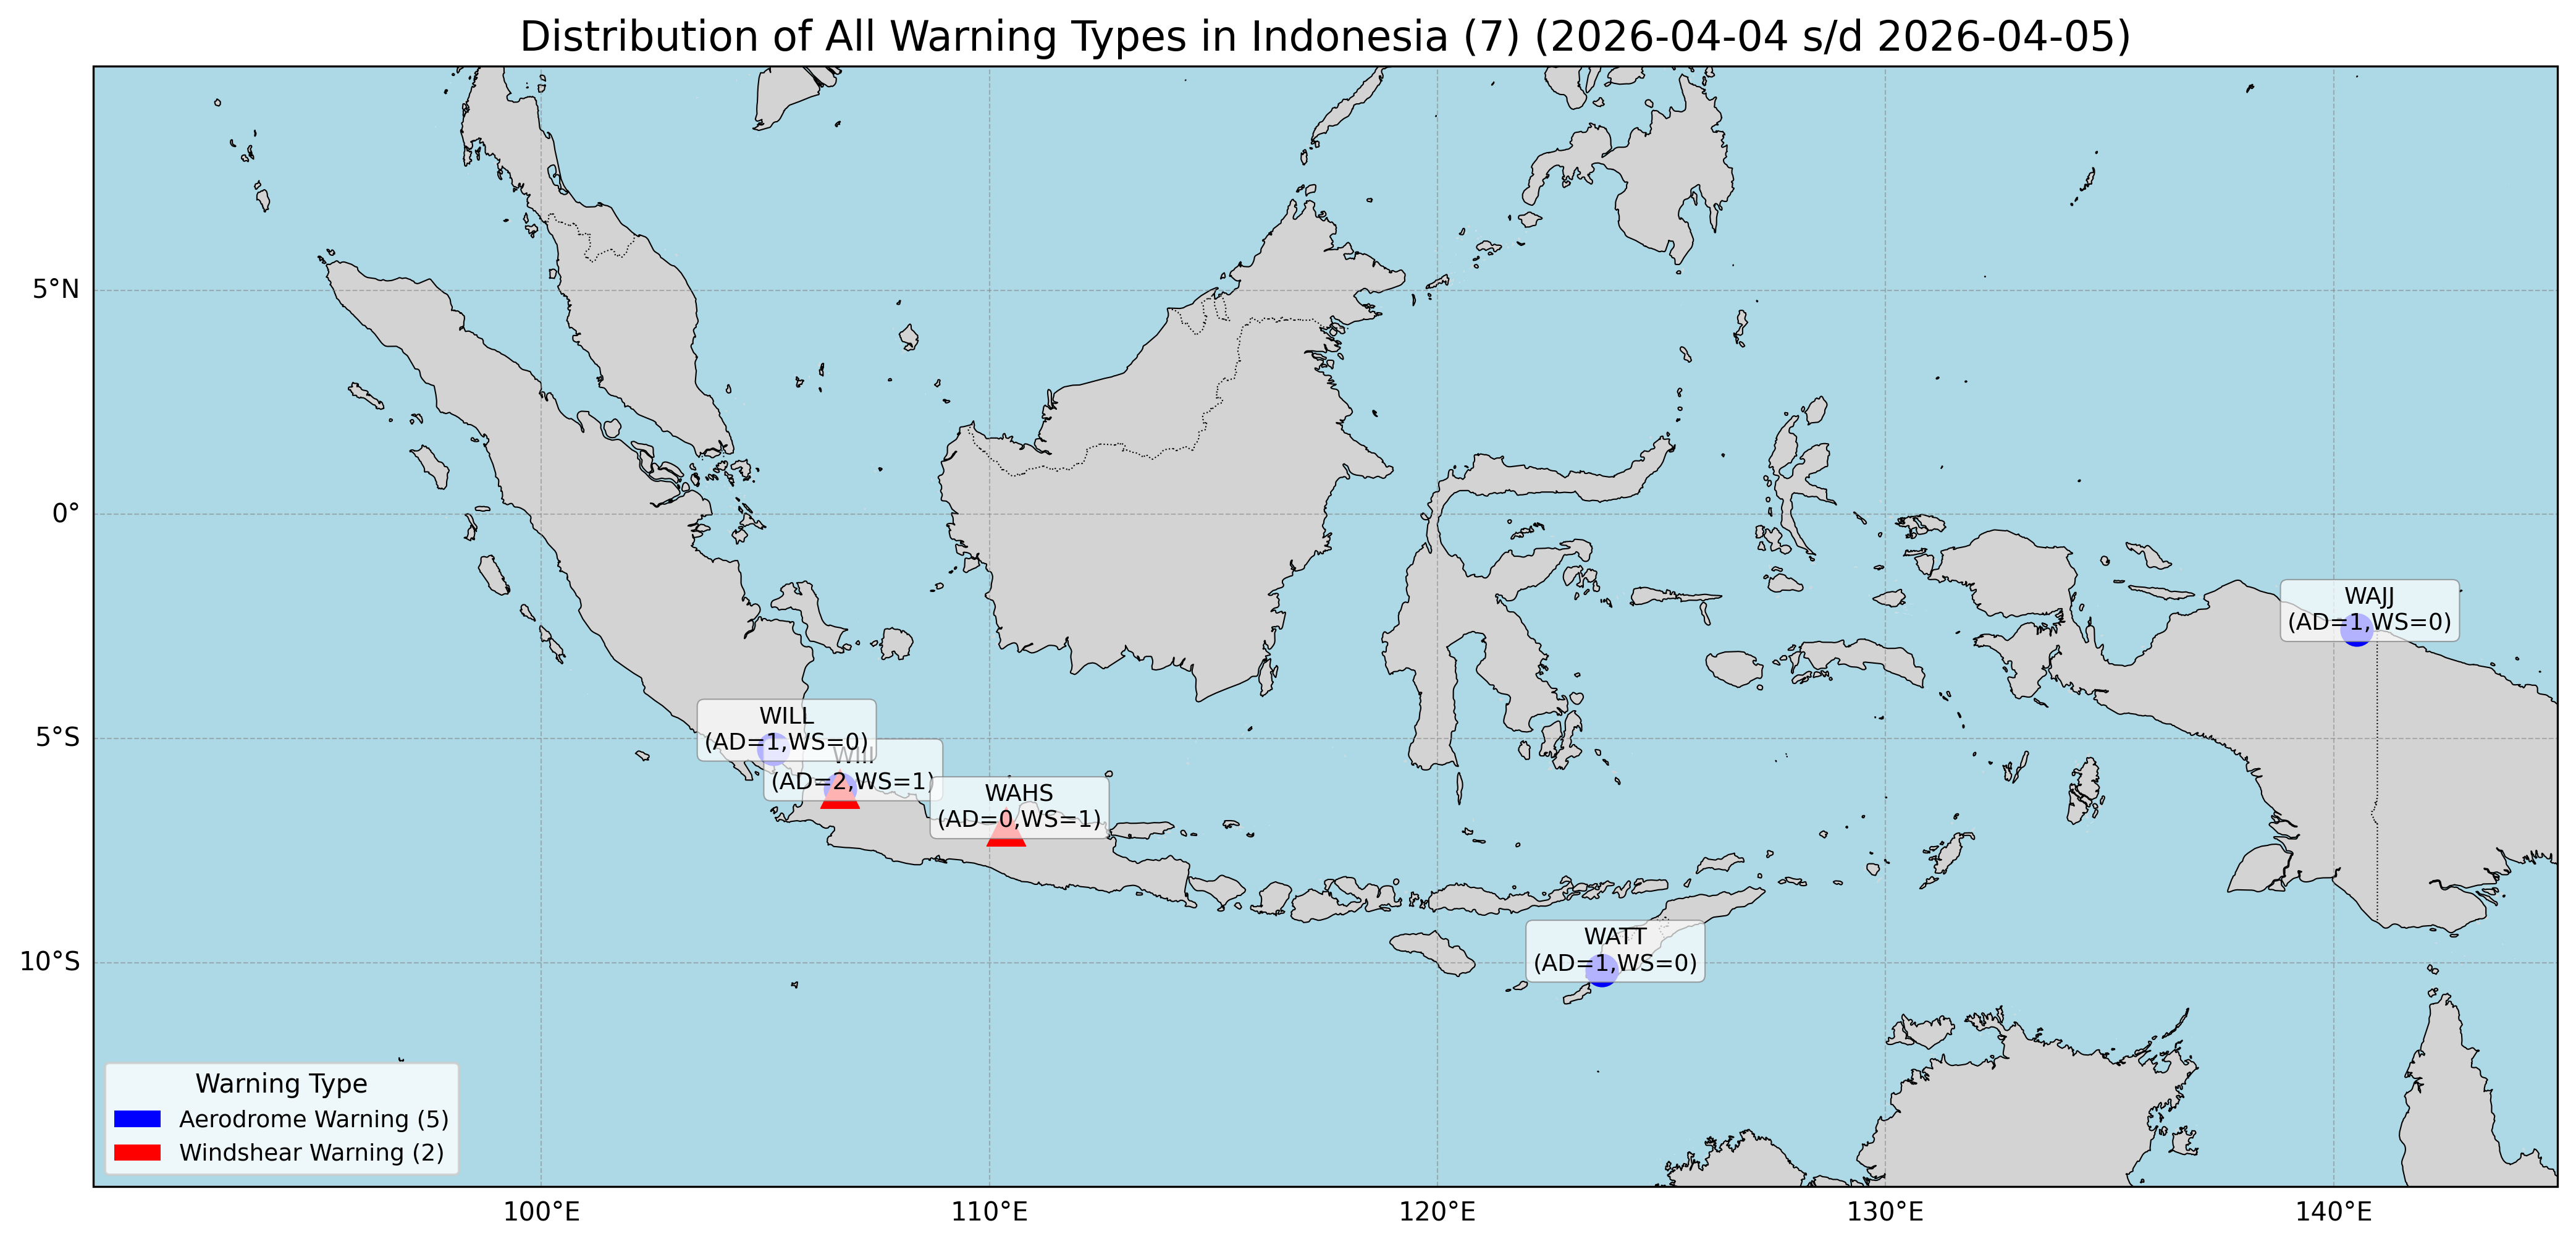 Distribution of All Warning Types in Indonesia (7) (2026-04-04 s/d 2026-04-05)
5°N
0°
5°S
10°S
WAJJ
(AD=1,WS=0)
WILL
(AD=1,WS=0)
WIII
(AD=2,WS=1)
WAHS
(AD=0,WS=1)
WATT
(AD=1,WS=0)
Warning Type
Aerodrome Warning (5)
Windshear Warning (2)
100°E
110°E
120°E
130°E
140°E